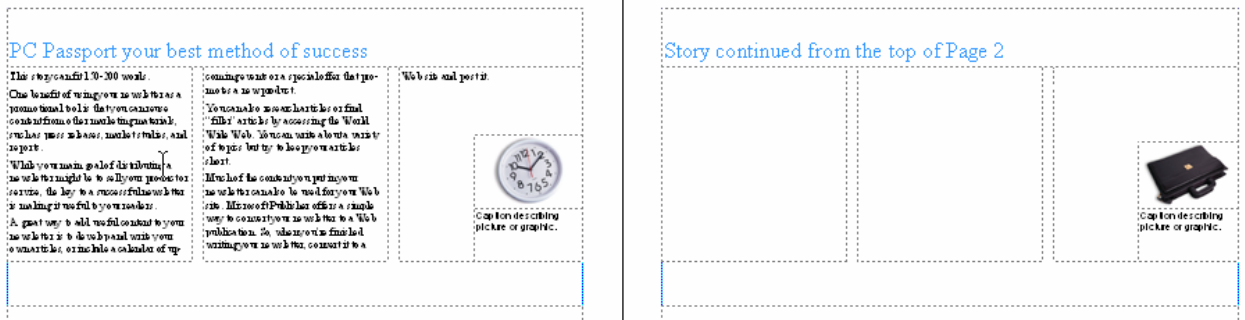 PC Passport your best method of success
This story can fit 150-200 words.
One benefit of using your newsletter as a
promotional tool is that you can reuse
content from other marketing materials,
such as press releases, market studies, and
reports.
While your main goal of distributing a
newsletter might be to sell your product or
service, the key to a successful newsletter
is making it useful to your readers.
A great way to add useful content to your
newsletter is to develop and write your
own articles, or include a calendar of up-
coming events or a special offer that pro-
motes a new product.
You can also research articles or find
"filler" articles by accessing the World
Wide Web. You can write about a variety
of topics but try to keep your articles
short.
Much of the content you put in your
newsletter can also be used for your Web
site. Microsoft Publisher offers a simple
way to convert your newsletter to a Web
publication. So, when you're finished
writing your newsletter, convert it to a
Web site and post it.
Caption describing
picture or graphic.
Story continued from the top of Page 2
Caption describing
picture or graphic.